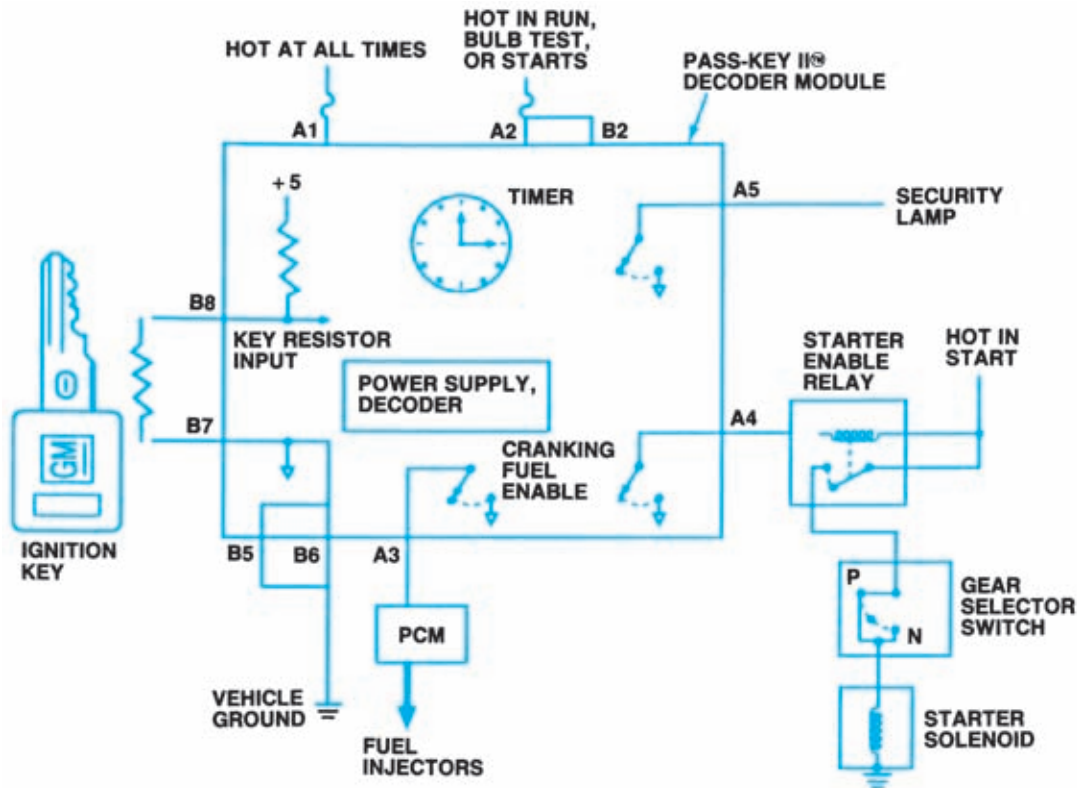 HOT AT ALL TIMES
HOT IN RUN,
BULB TEST,
OR STARTS
PASS-KEY II®
DECODER MODULE
A1
A2
B2
+5
TIMER
A5
SECURITY
LAMP
B8
KEY RESISTOR
INPUT
STARTER
ENABLE
RELAY
HOT IN
START
POWER SUPPLY,
DECODER
B7
A4
CRANKING
FUEL
ENABLE
GM
IGNITION
KEY
B5
B6
A3
P
N
GEAR
SELECTOR
SWITCH
PCM
VEHICLE
GROUND
FUEL
INJECTORS
STARTER
SOLENOID